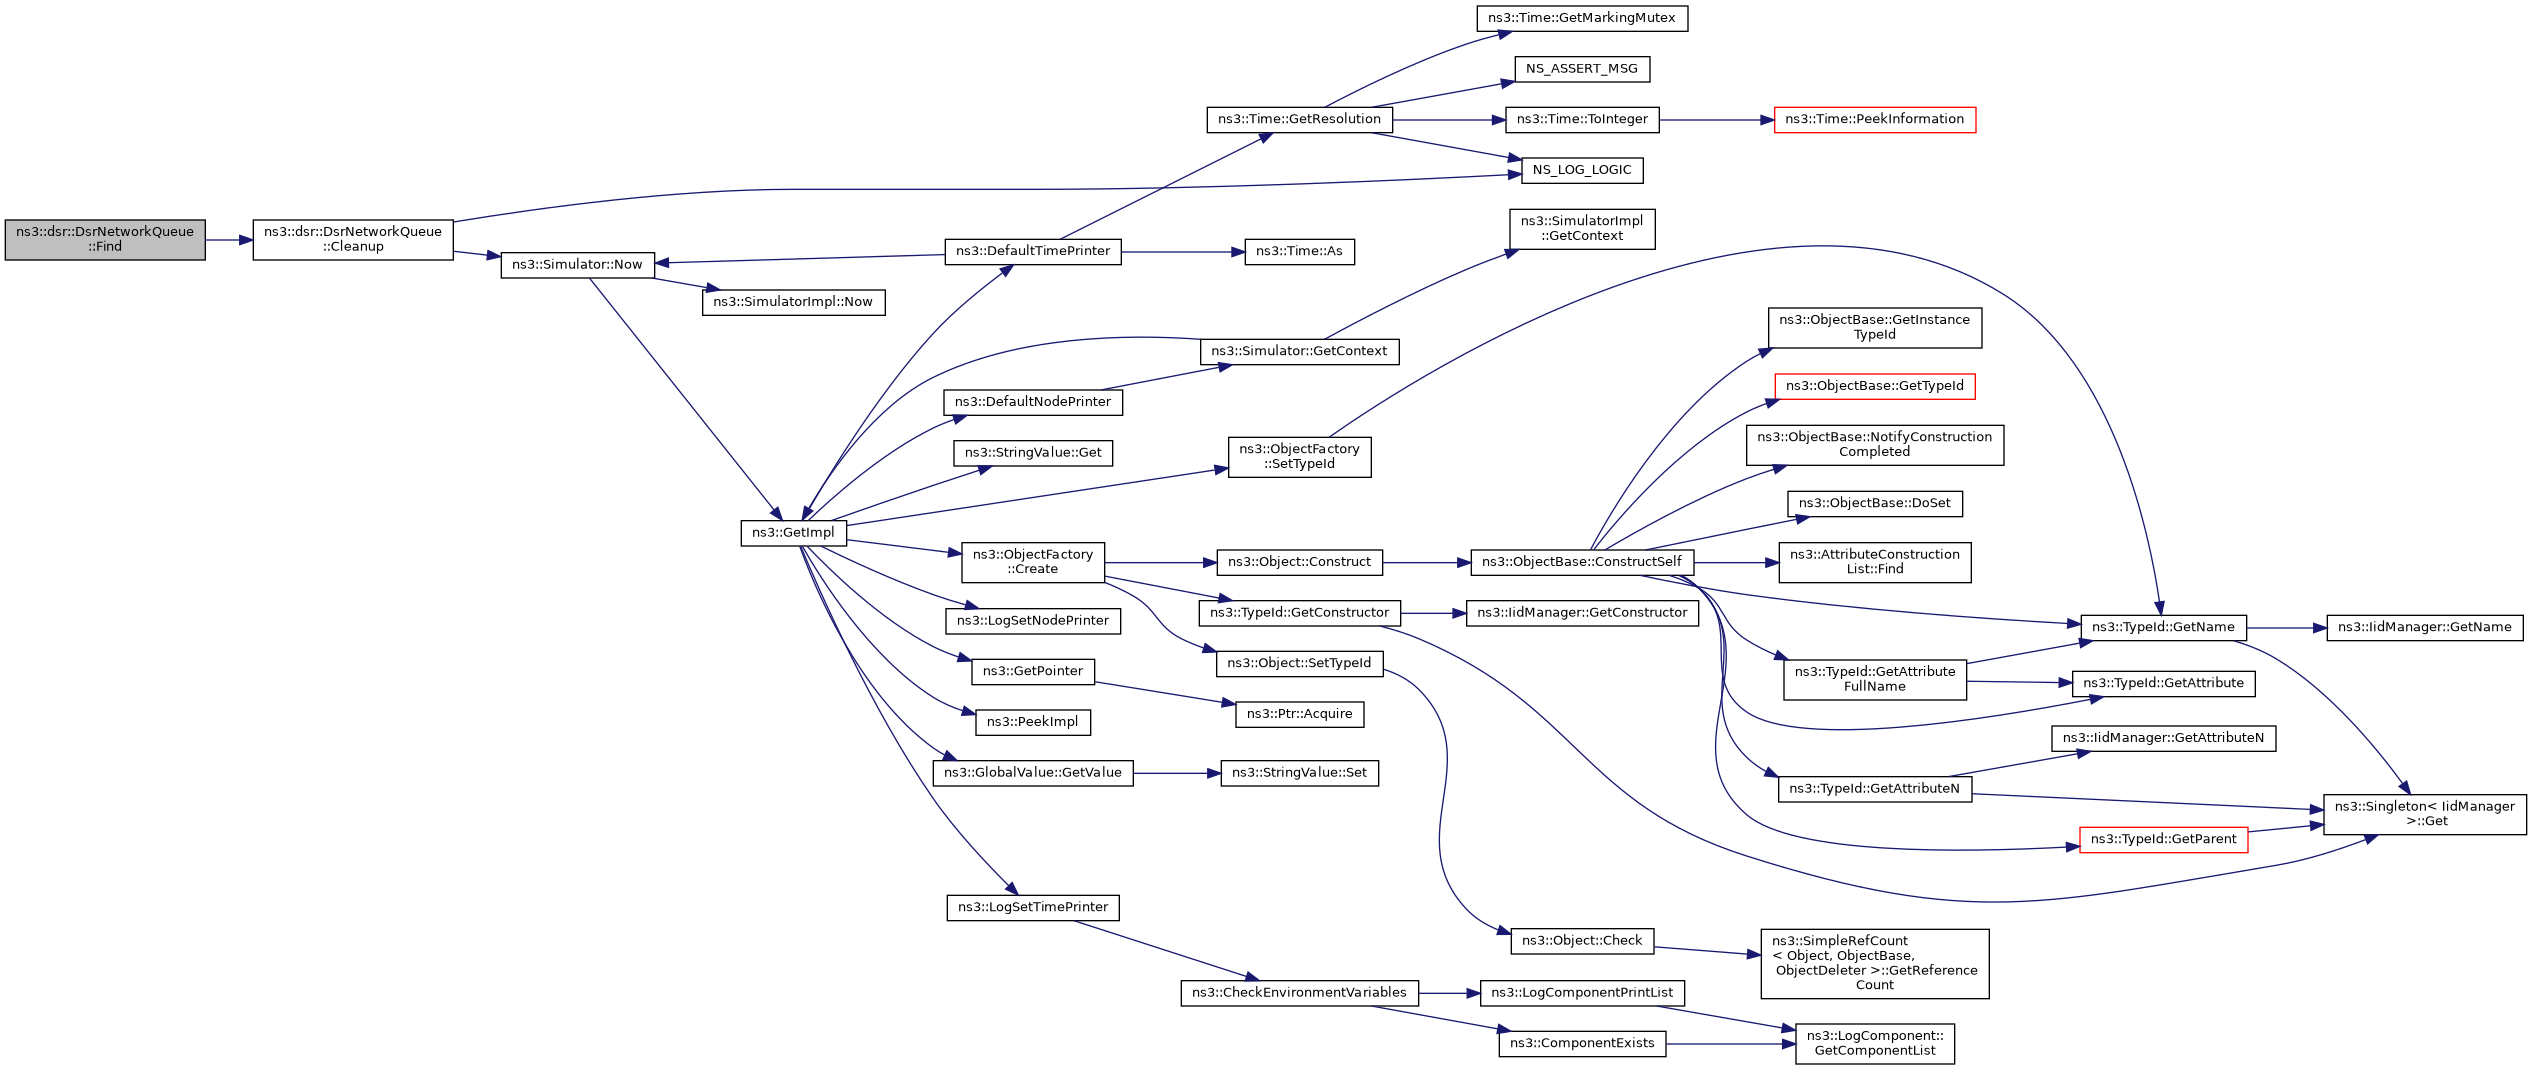 ns3::dsr::DsrNetworkQueue
::Find
ns3::dsr::DsrNetworkQueue
::Cleanup
ns3::Simulator::Now
ns3::SimulatorImpl::Now
ns3::GetImpl
ns3::DefaultTimePrinter
ns3::DefaultNodePrinter
ns3::StringValue::Get
ns3::ObjectFactory
::Create
ns3::LogSetNodePrinter
ns3::GetPointer
ns3::PeekImpl
ns3::GlobalValue::GetValue
ns3::LogSetTimePrinter
ns3::Time::GetResolution
ns3::Time::As
ns3::Simulator::GetContext
ns3::ObjectFactory
::SetTypeId
ns3::Object::Construct
ns3::TypeId::GetConstructor
ns3::Object::SetTypeId
ns3::Ptr::Acquire
ns3::StringValue::Set
ns3::CheckEnvironmentVariables
ns3::Time::GetMarkingMutex
NS_ASSERT_MSG
ns3::Time::ToInteger
NS_LOG_LOGIC
ns3::SimulatorImpl
::GetContext
ns3::ObjectBase::ConstructSelf
ns3::IidManager::GetConstructor
ns3::Object::Check
ns3::LogComponentPrintList
ns3::ComponentExists
ns3::Time::PeekInformation
ns3::ObjectBase::GetInstance
TypeId
ns3::ObjectBase::GetTypeId
ns3::ObjectBase::NotifyConstruction
Completed
ns3::ObjectBase::DoSet
ns3::AttributeConstruction
List::Find
ns3::TypeId::GetAttribute
FullName
ns3::TypeId::GetAttributeN
ns3::SimpleRefCount
< Object, ObjectBase,
ObjectDeleter >::GetReference
Count
ns3::LogComponent::
GetComponentList
ns3::TypeId::GetName
ns3::TypeId::GetAttribute
ns3::IidManager::GetAttributeN
ns3::TypeId::GetParent
ns3::IidManager::GetName
ns3::Singleton< IidManager
>::Get